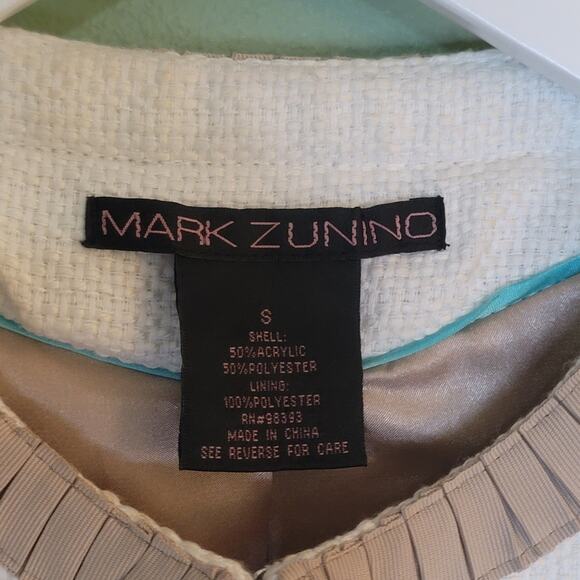 MARK ZUNINO
S
SHELL:
50%ACRYLIC
50%POLYESTER
LINING:
100%POLYESTER
RN#98393
MADE IN CHINA
SEE REVERSE FOR CARE